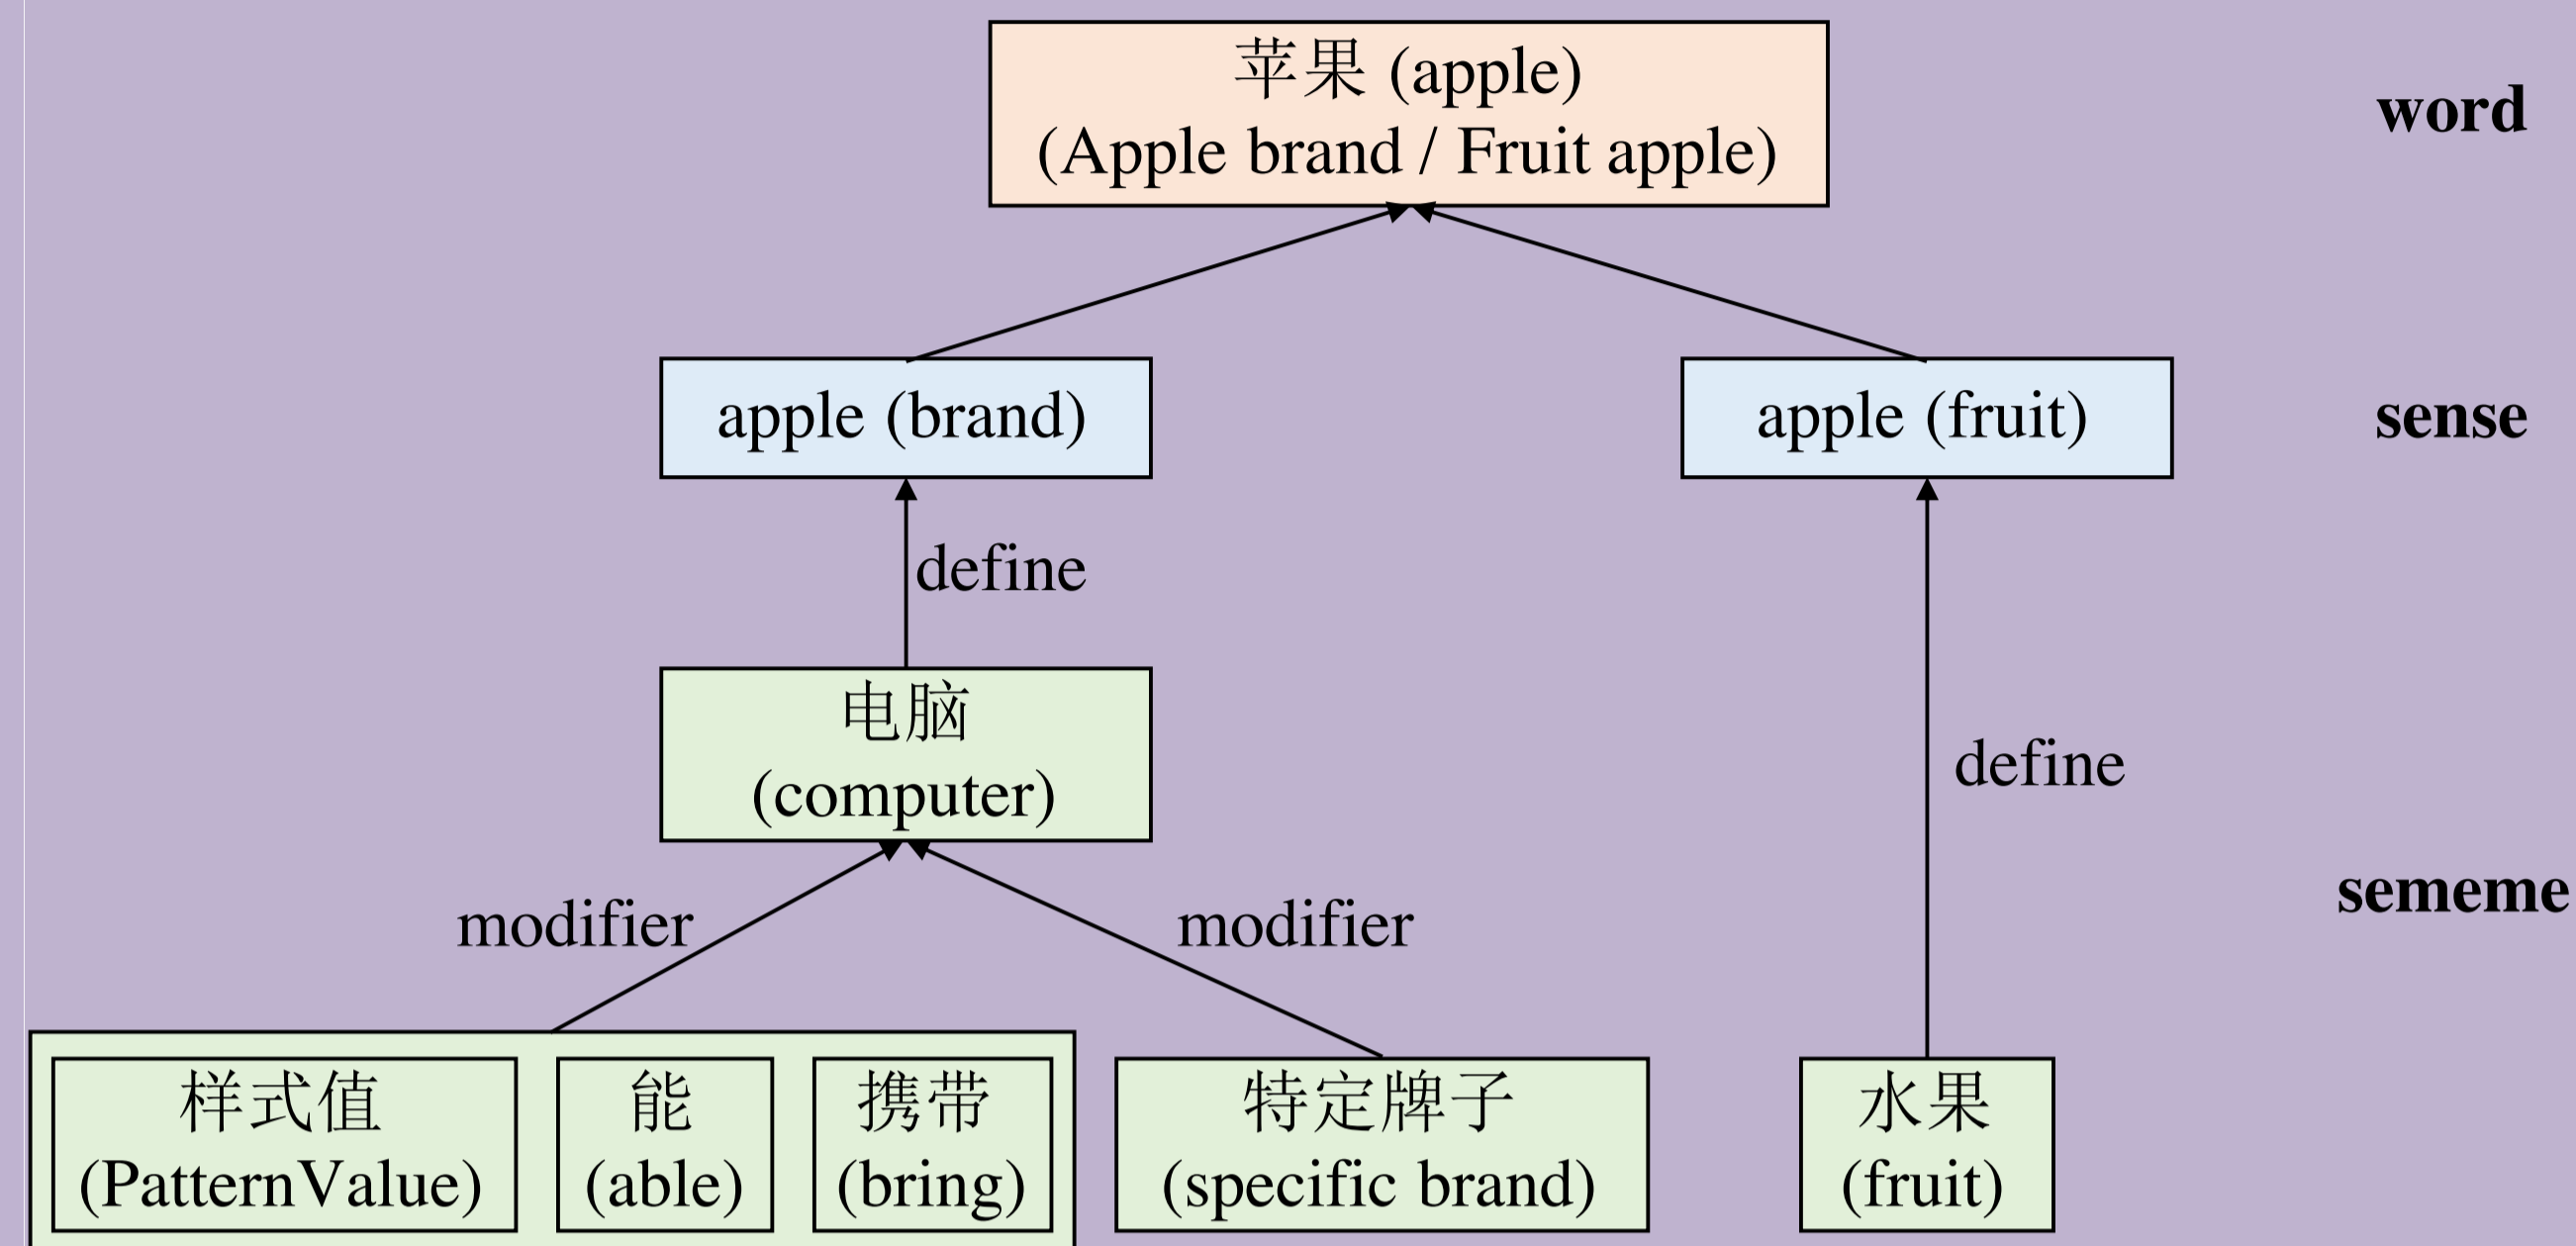 苹果 (apple)
(Apple brand / Fruit apple)
word
apple (brand)
apple (fruit)
sense
define
电脑
(computer)
define
modifier
modifier
sememe
样式值
(PatternValue)
能
(able)
携带
(bring)
特定牌子
(specific brand)
水果
(fruit)